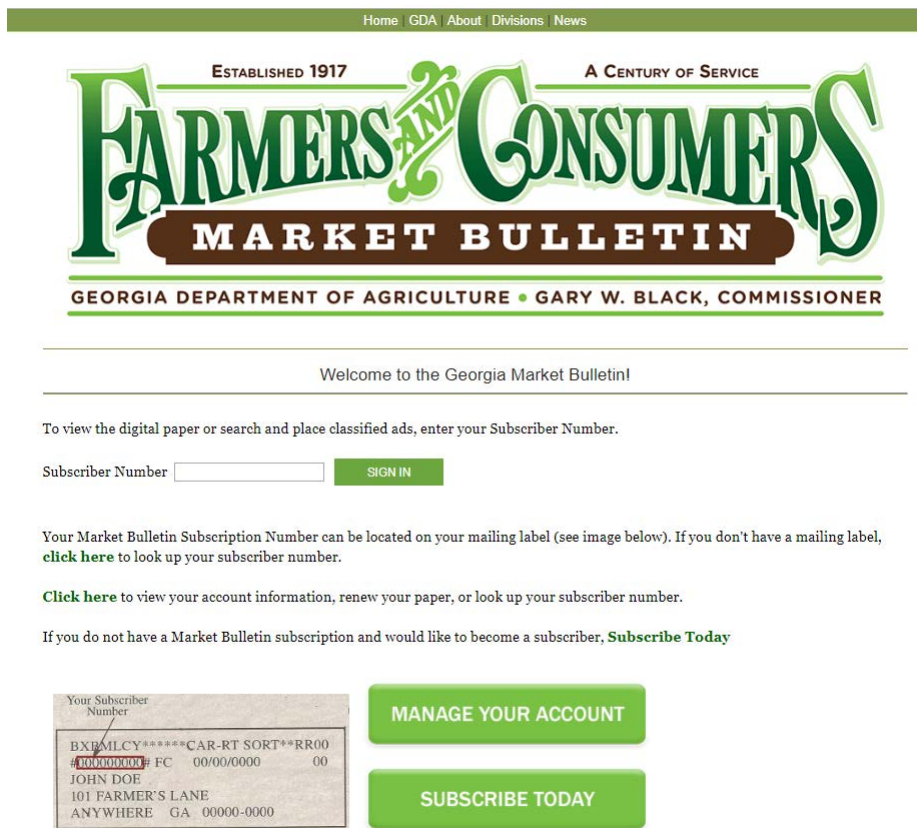 Home | GDA | About | Divisions | News
ESTABLISHED 1917
A CENTURY OF SERVICE
FARMERS AND CONSUMERS
MARKET BULLETIN
GEORGIA DEPARTMENT OF AGRICULTURE • GARY W. BLACK, COMMISSIONER
Welcome to the Georgia Market Bulletin!
To view the digital paper or search and place classified ads, enter your Subscriber Number.
Subscriber Number
SIGN IN
Your Market Bulletin Subscription Number can be located on your mailing label (see image below). If you don't have a mailing label,
click here to look up your subscriber number.
Click here to view your account information, renew your paper, or look up your subscriber number.
If you do not have a Market Bulletin subscription and would like to become a subscriber, Subscribe Today
Your Subscriber
Number
BXBMLCY******CAR-RT SORT**RR00
#000000000# FC 00/00/0000 00
JOHN DOE
101 FARMER'S LANE
ANYWHERE GA 00000-0000
MANAGE YOUR ACCOUNT
SUBSCRIBE TODAY